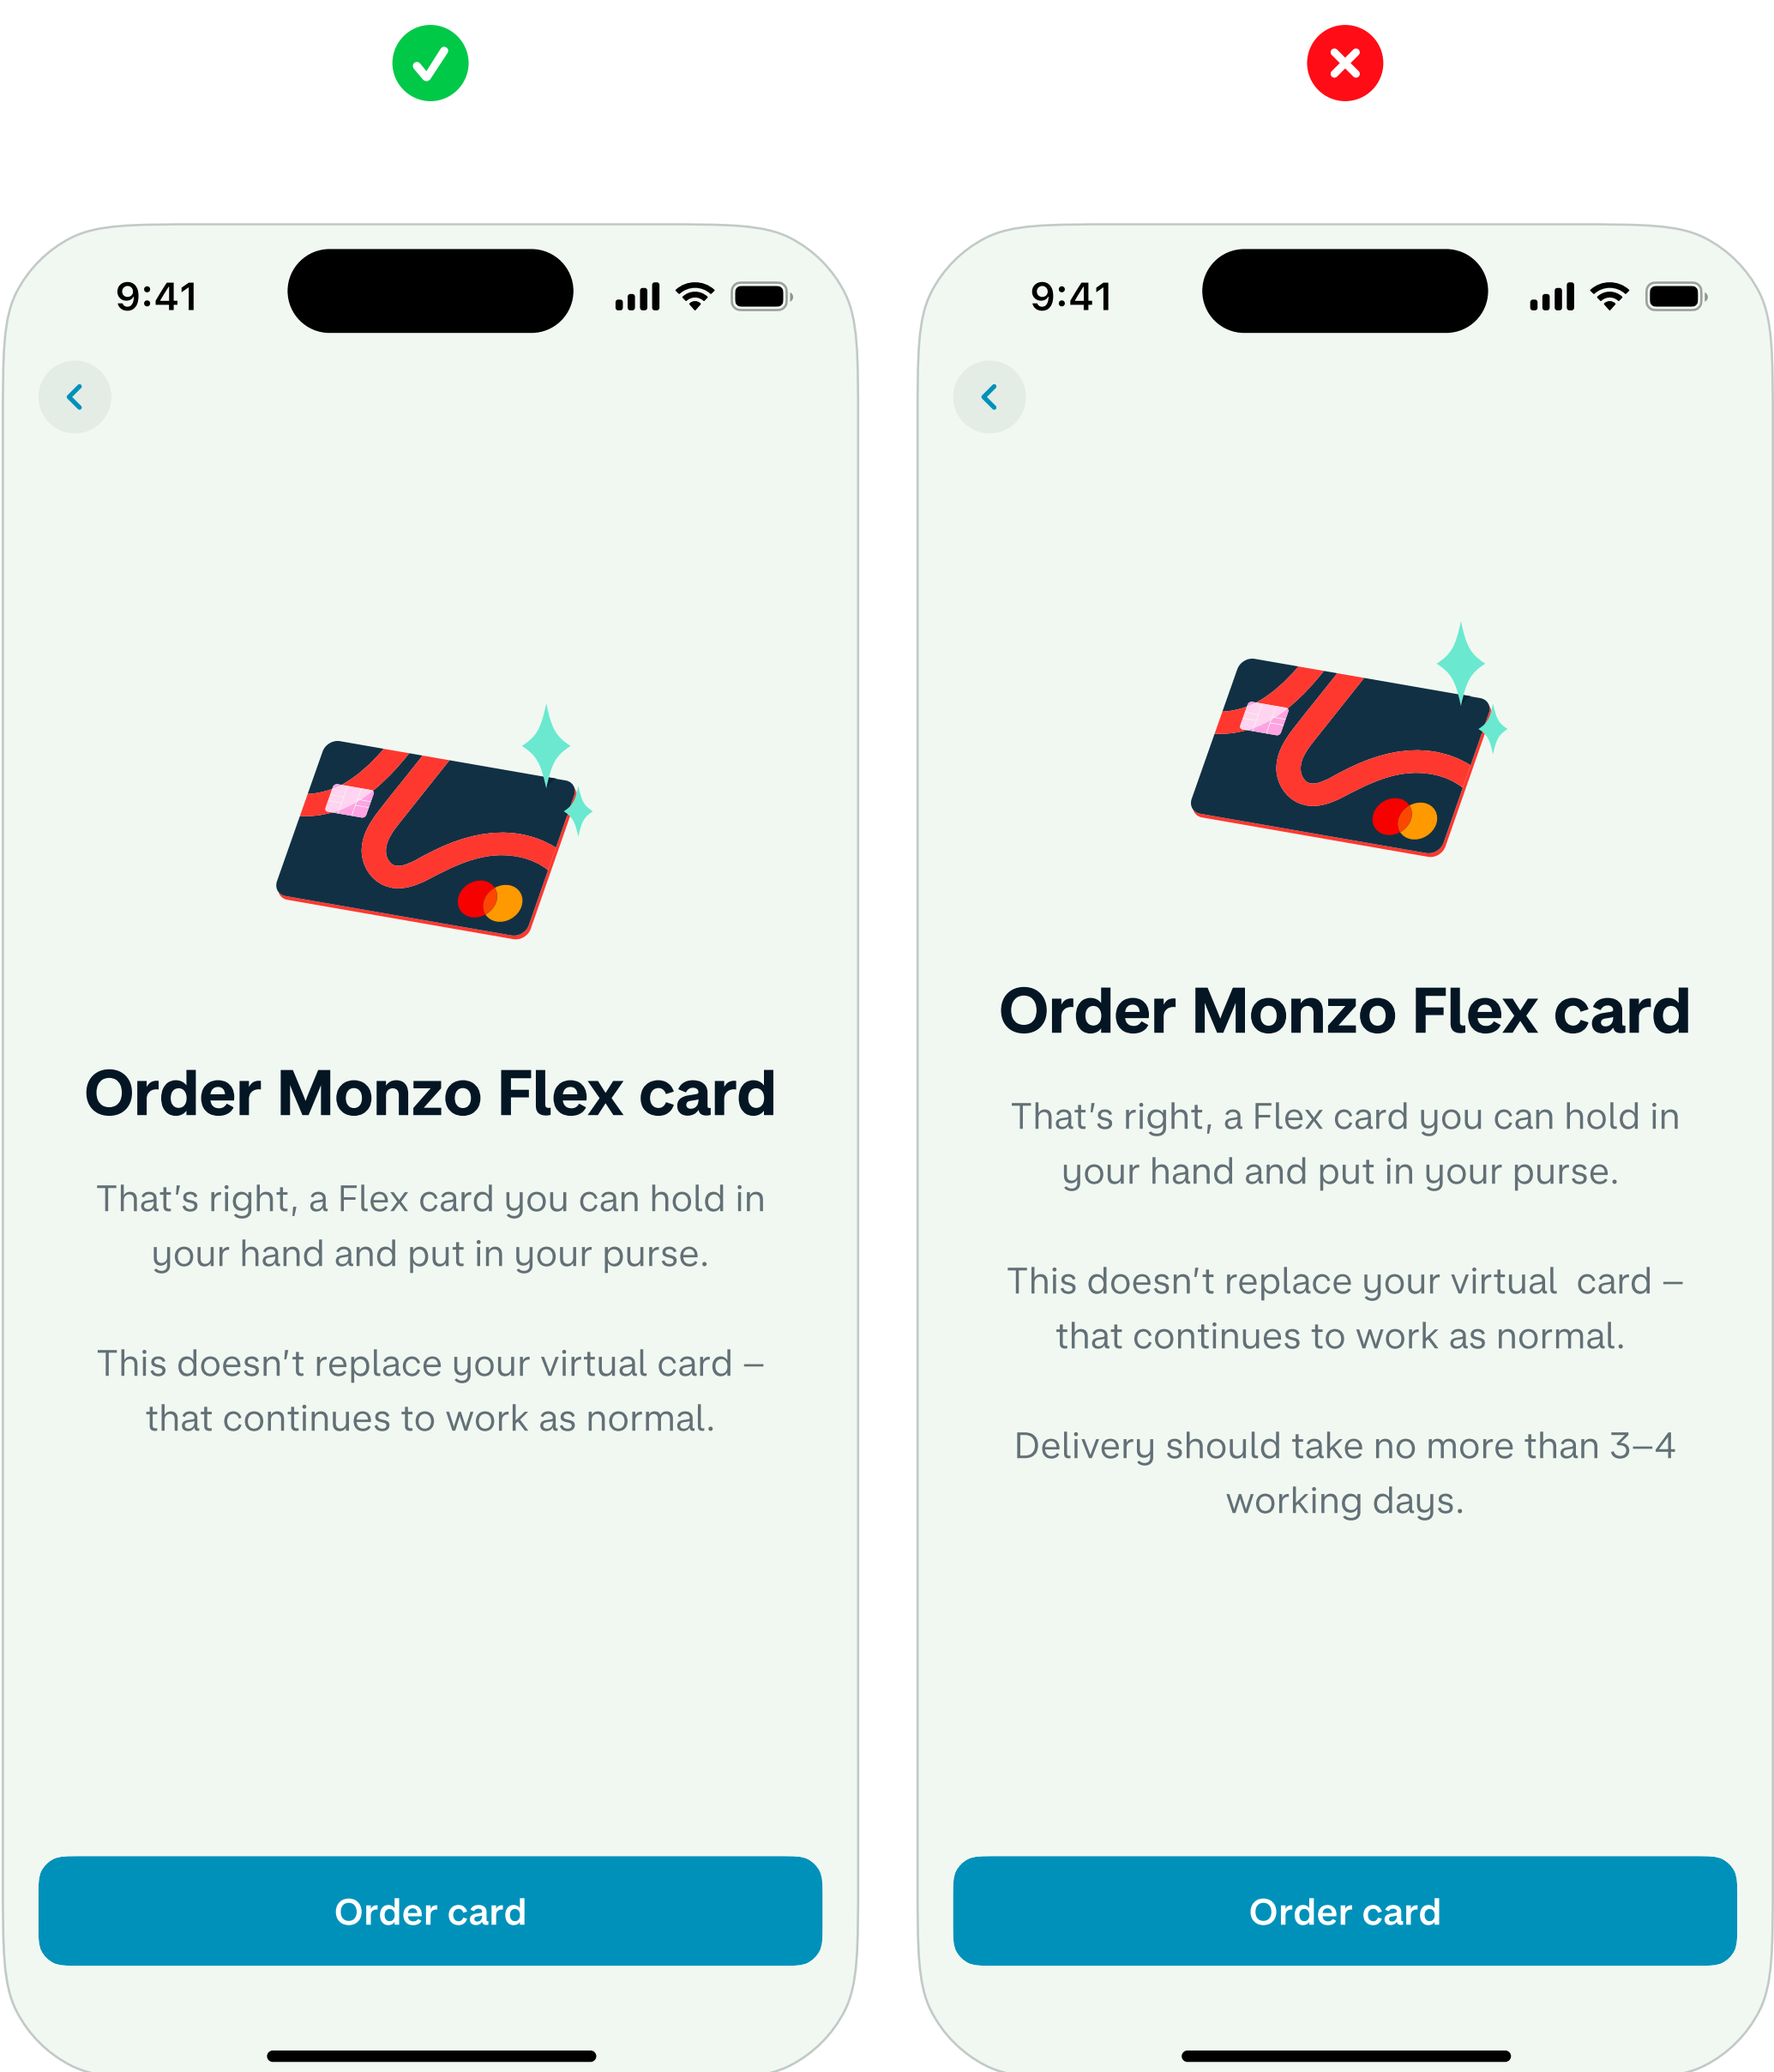 9:41
Order Monzo Flex card
That's right, a Flex card you can hold in
your hand and put in your purse.
This doesn't replace your virtual card –
that continues to work as normal.
Order card
9:41
Order Monzo Flex card
That's right, a Flex card you can hold in
your hand and put in your purse.
This doesn't replace your virtual  card –
that continues to work as normal.
Delivery should take no more than 3–4
working days.
Order card